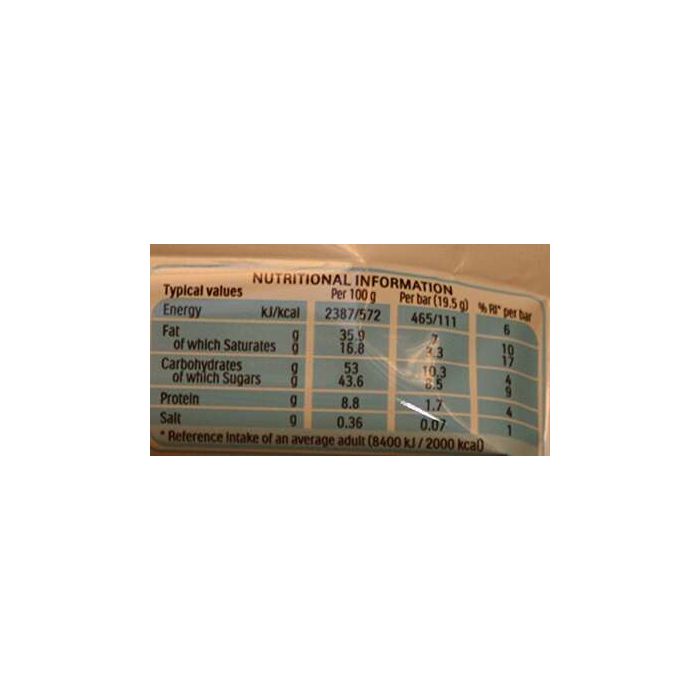 NUTRITIONAL INFORMATION
Typical values Per 100 g Per bar (19.5 g) % RI* per bar
Energy kJ/kcal 2387/572 465/111 6
Fat g 35.9 7 10
of which Saturates g 16.8 3.3 17
Carbohydrates g 53 10.3 4
of which Sugars g 43.6 8.5 9
Protein g 8.8 1.7 4
Salt g 0.36 0.07 1
* Reference intake of an average adult (8400 kJ / 2000 kcal)